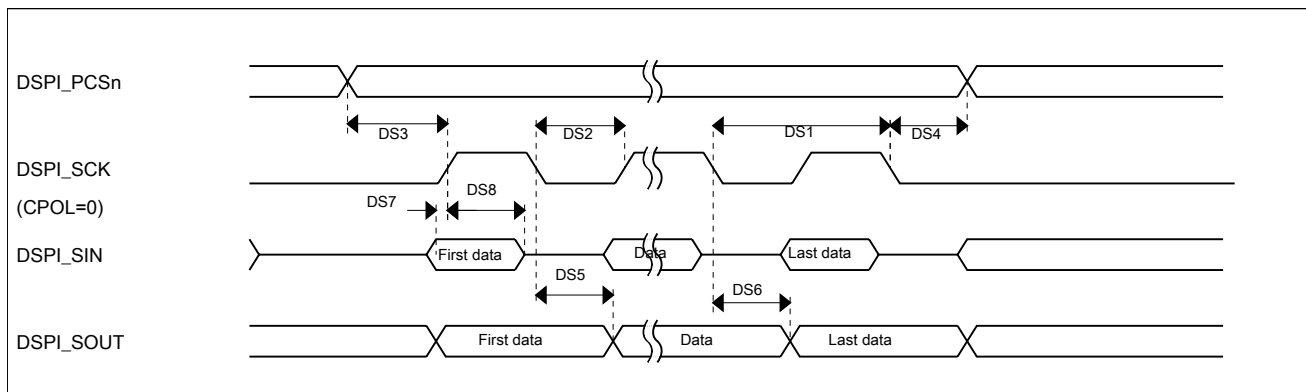 DSPI_PCSn
DS3
DS2
DS1
DS4
DSPI_SCK
(CPOL=0)
DS7
DS8
DSPI_SIN
First data
Data
Last data
DS5
DS6
DSPI_SOUT
First data
Data
Last data